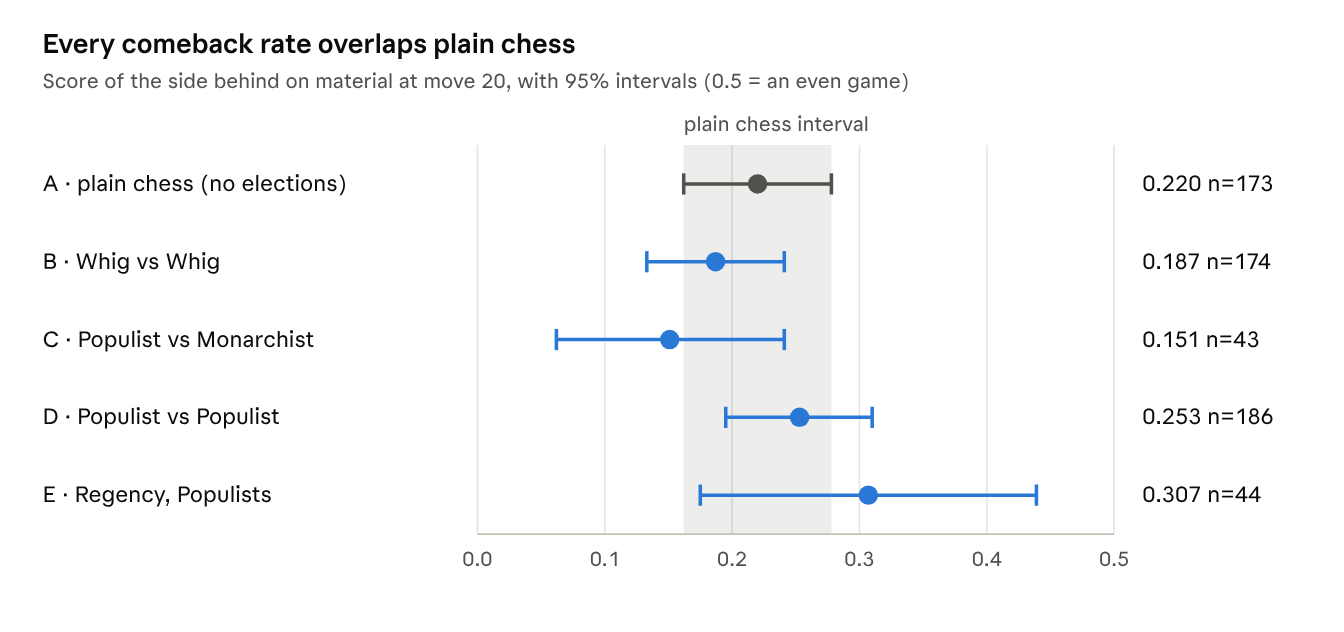 Every comeback rate overlaps plain chess
Score of the side behind on material at move 20, with 95% intervals (0.5 = an even game)
plain chess interval
A · plain chess (no elections) 0.220 n=173
B · Whig vs Whig 0.187 n=174
C · Populist vs Monarchist 0.151 n=43
D · Populist vs Populist 0.253 n=186
E · Regency, Populists 0.307 n=44
0.0 0.1 0.2 0.3 0.4 0.5